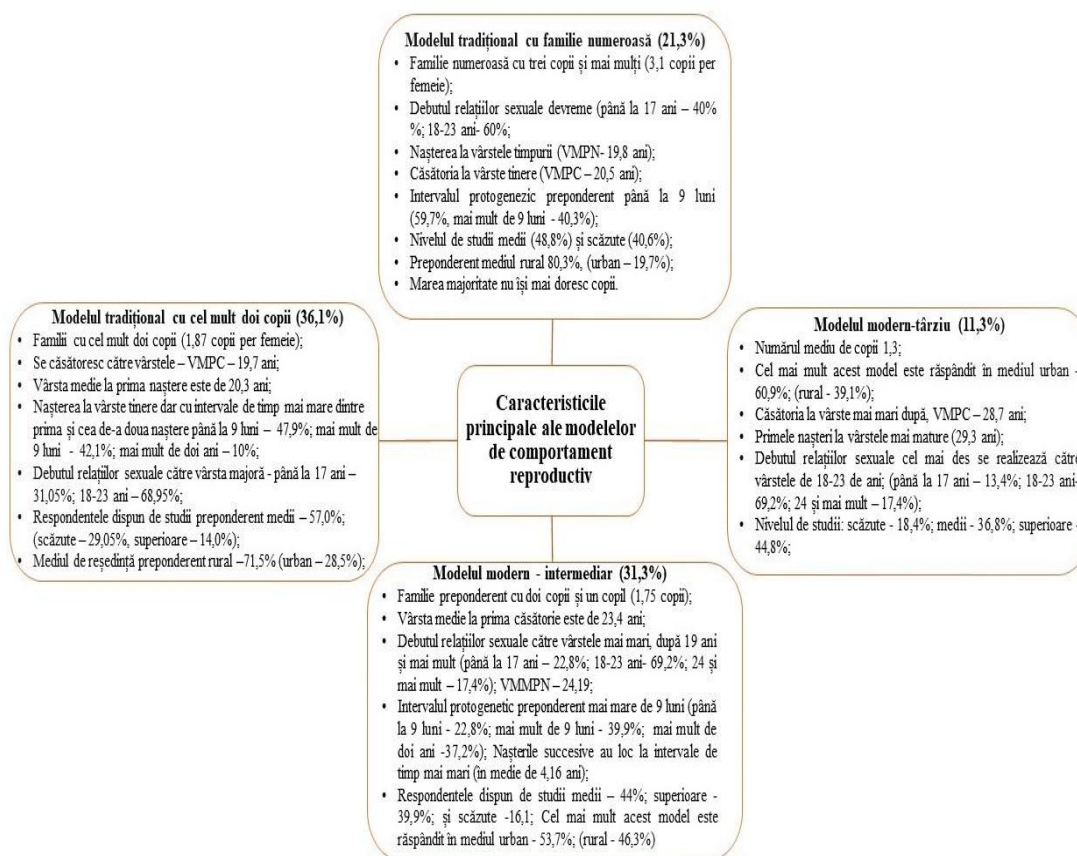 Modelul tradițional cu familie numeroasă (21,3%)
• Familie numeroasă cu trei copii și mai mulți (3,1 copii per
femeie);
• Debutul relațiilor sexuale devreme (până la 17 ani – 40%
%; 18-23 ani- 60%;
• Nașterea la vârstele timpurii (VMPN- 19,8 ani);
• Căsătoria la vârste tinere (VMPC – 20,5 ani);
• Intervalul protogenezic preponderent până la 9 luni
(59,7%, mai mult de 9 luni - 40,3%);
• Nivelul de studii medii (48,8%) și scăzute (40,6%);
• Preponderent mediul rural 80,3%, (urban – 19,7%);
• Marea majoritate nu își mai doresc copii.
Modelul tradițional cu cel mult doi copii (36,1%)
• Familii cu cel mult doi copii (1,87 copii per femeie);
• Se căsătoresc către vârstele – VMPC – 19,7 ani;
• Vârsta medie la prima naștere este de 20,3 ani;
• Nașterea la vârste tinere dar cu intervale de timp mai mare dintre
prima și cea de-a doua naștere până la 9 luni – 47,9%; mai mult de
9 luni - 42,1%; mai mult de doi ani – 10%;
• Debutul relațiilor sexuale către vârsta majoră - până la 17 ani –
31,05%; 18-23 ani – 68,95%;
• Respondentele dispun de studii preponderent medii – 57,0%;
(scăzute – 29,05%, superioare – 14,0%);
• Mediul de reședință preponderent rural –71,5% (urban – 28,5%);
Caracteristicile
principale ale modelelor
de comportament
reproductiv
Modelul modern-târziu (11,3%)
• Numărul mediu de copii 1,3;
• Cel mai mult acest model este răspândit în mediul urban -
60,9%; (rural - 39,1%);
• Căsătoria la vârste mai mari după, VMPC – 28,7 ani;
• Primele nașteri la vârstele mai mature (29,3 ani);
• Debutul relațiilor sexuale cel mai des se realizează către
vârstele de 18-23 de ani; (până la 17 ani – 13,4%; 18-23 ani-
69,2%; 24 și mai mult – 17,4%);
• Nivelul de studii: scăzute - 18,4%; medii - 36,8%; superioare -
44,8%;
Modelul modern - intermediar (31,3%)
• Familie preponderent cu doi copii și un copil (1,75 copii);
• Vârsta medie la prima căsătorie este de 23,4 ani;
• Debutul relațiilor sexuale către vârstele mai mari, după 19 ani
și mai mult (până la 17 ani – 22,8%; 18-23 ani- 69,2%; 24 și
mai mult – 17,4%); VMMPN – 24,19;
• Intervalul protogenetic preponderent mai mare de 9 luni (până
la 9 luni - 22,8%; mai mult de 9 luni - 39,9%; mai mult de
doi ani -37,2%); Nașterile succesive au loc la intervale de
timp mai mari (în medie de 4,16 ani);
• Respondentele dispun de studii medii – 44%; superioare -
39,9%; și scăzute -16,1; Cel mai mult acest model este
răspândit în mediul urban - 53,7%; (rural - 46,3%)